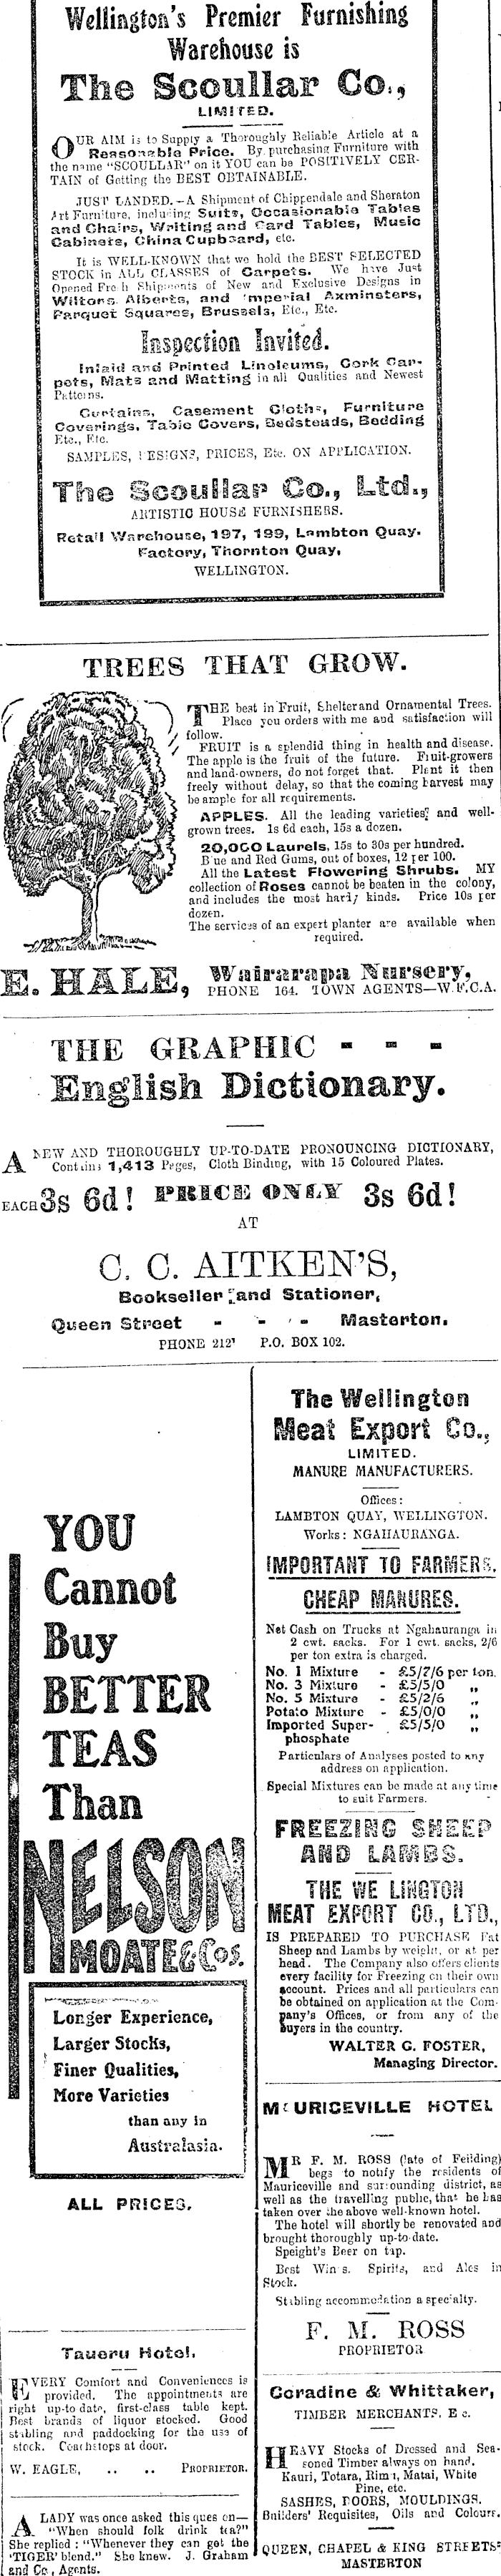 Wellington's Premier Furnishing
Warehouse is
The Scoullar Co.,
LIMITED.
OUR AIM is to Supply a Thoroughly Reliable Article at a
Reasonable Price. By purchasing Furniture with
the name "SCOULLAR" on it YOU can be POSITIVELY CER-
TAIN of Getting the BEST OBTAINABLE.
JUST LANDED.—A Shipment of Chippendale and Sheraton
Art Furniture, including Suits, Occasionable Tables
and Chairs, Writing and Card Tables, Music
Cabinets, China Cupboard, etc.
It is WELL-KNOWN that we hold the BEST SELECTED
STOCK in ALL CLASSES of Carpets. We have Just
Opened Fresh Shipments of New and Exclusive Designs in
Wiltons, Alberts, and Imperial Axminsters,
Parquet Squares, Brussels, Etc., Etc.
Inspection Invited.
Inlaid and Printed Linoleums, Cork Car-
pets, Mats and Matting in all Qualities and Newest
Patterns.
Curtains, Casement Cloths, Furniture
Coverings, Table Covers, Bedsteads, Bedding
Etc., Etc.
SAMPLES, DESIGNS, PRICES, Etc. ON APPLICATION.
The Scoullar Co., Ltd.,
ARTISTIC HOUSE FURNISHERS.
Retail Warehouse, 197, 199, Lambton Quay.
Factory, Thornton Quay,
WELLINGTON.
TREES THAT GROW.
THE best in Fruit, Shelter and Ornamental Trees.
Place you orders with me and satisfaction will
follow.
FRUIT is a splendid thing in health and disease.
The apple is the fruit of the future. Fruit-growers
and land-owners, do not forget that. Plant it then
freely without delay, so that the coming harvest may
be ample for all requirements.
APPLES. All the leading varieties, and well-
grown trees. 1s 6d each, 15s a dozen.
20,000 Laurels, 15s to 30s per hundred.
Blue and Red Gums, out of boxes, 12 per 100.
All the Latest Flowering Shrubs. MY
collection of Roses cannot be beaten in the colony,
and includes the most hardy kinds. Price 10s per
dozen.
The services of an expert planter are available when
required.
E. HALE, Wairarapa Nursery,
PHONE 164. TOWN AGENTS—W.F.C.A.
THE GRAPHIC - - -
English Dictionary.
A NEW AND THOROUGHLY UP-TO-DATE PRONOUNCING DICTIONARY,
Contains 1,413 Pages, Cloth Binding, with 15 Coloured Plates.
EACH 3s 6d! PRICE ONLY 3s 6d!
AT
C. C. AITKEN'S,
Bookseller and Stationer,
Queen Street - - - Masterton.
PHONE 212 P.O. BOX 102.
YOU
Cannot
Buy
BETTER
TEAS
Than
NELSON
MOATE & Cos.
Longer Experience,
Larger Stocks,
Finer Qualities,
More Varieties
than any in
Australasia.
ALL PRICES.
Taueru Hotel.
EVERY Comfort and Conveniences is
provided. The appointments are
right up-to date, first-class table kept.
Best brands of liquor stocked. Good
stabling and paddocking for the use of
stock. Coach stops at door.
W. EAGLE, .. .. PROPRIETOR.
A LADY was once asked this question—
"When should folk drink tea?"
She replied: "Whenever they can get the
'TIGER' blend." She knew. J. Graham
and Co., Agents.
The Wellington
Meat Export Co.,
LIMITED.
MANURE MANUFACTURERS.
Offices:
LAMBTON QUAY, WELLINGTON.
Works: NGAHAURANGA.
IMPORTANT TO FARMERS.
CHEAP MANURES.
Net Cash on Trucks at Ngahauranga in
2 cwt. sacks. For 1 cwt. sacks, 2/6
per ton extra is charged.
No. 1 Mixture - £5/7/6 per ton.
No. 3 Mixture - £5/5/0 "
No. 5 Mixture - £5/2/6 "
Potato Mixture - £5/0/0 "
Imported Super- £5/5/0 "
phosphate
Particulars of Analyses posted to any
address on application.
Special Mixtures can be made at any time
to suit Farmers.
FREEZING SHEEP
AND LAMBS.
THE WE LINGTON
MEAT EXPORT CO., LTD.,
IS PREPARED TO PURCHASE Fat
Sheep and Lambs by weight, or at per
head. The Company also offers clients
every facility for Freezing on their own
account. Prices and all particulars can
be obtained on application at the Com-
pany's Offices, or from any of the
buyers in the country.
WALTER G. FOSTER,
Managing Director.
MAURICEVILLE HOTEL
MR F. M. ROSS (late of Feilding)
begs to notify the residents of
Mauriceville and surrounding district, as
well as the travelling public, that he has
taken over the above well-known hotel.
The hotel will shortly be renovated and
brought thoroughly up-to-date.
Speight's Beer on tap.
Best Wines, Spirits, and Ales in
Stock.
Stabling accommodation a specialty.
F. M. ROSS
PROPRIETOR
Coradine & Whittaker,
TIMBER MERCHANTS, Etc.
HEAVY Stocks of Dressed and Sea-
soned Timber always on hand.
Kauri, Totara, Rimu, Matai, White
Pine, etc.
SASHES, DOORS, MOULDINGS.
Builders' Requisites, Oils and Colours.
QUEEN, CHAPEL & KING STREETS
MASTERTON